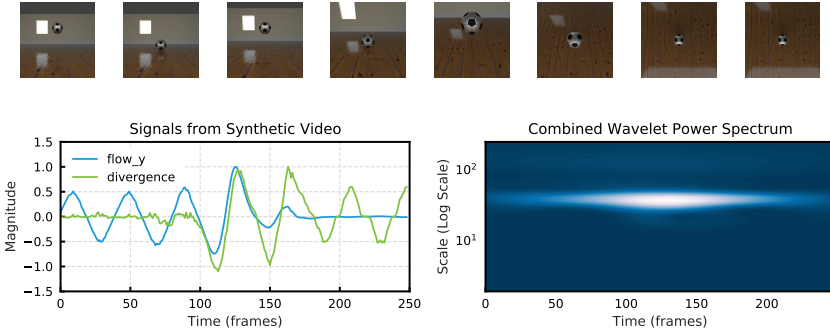 Signals from Synthetic Video
1.5
1.0
0.5
0.0
−0.5
−1.0
−1.5
flow_y
divergence
Magnitude
0 50 100 150 200 250
Time (frames)
Combined Wavelet Power Spectrum
10²
10¹
Scale (Log Scale)
0 100 200
Time (frames)